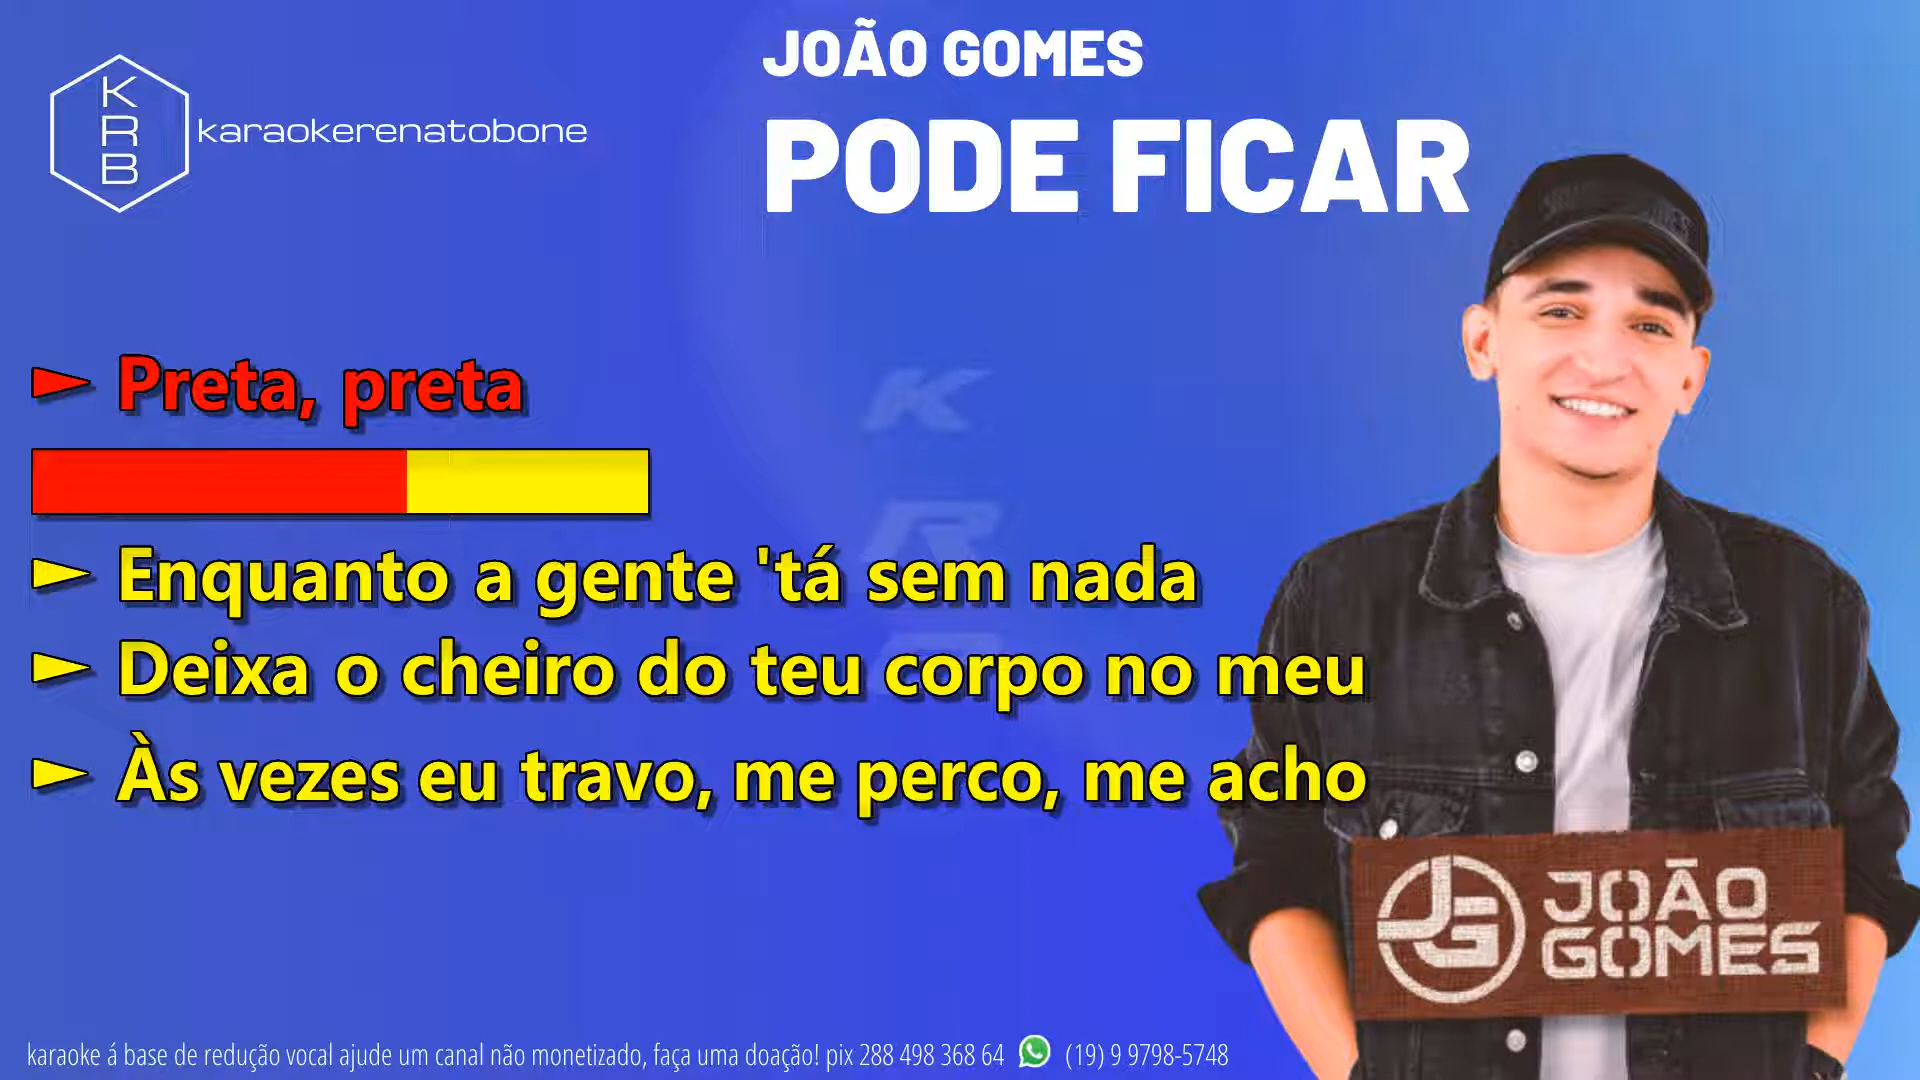 JOÃO GOMES
PODE FICAR
K
R
B
karaokerenatobone
► Preta, preta
► Enquanto a gente 'tá sem nada
► Deixa o cheiro do teu corpo no meu
► Às vezes eu travo, me perco, me acho
K
R
JG
JOÃO
GOMES
karaoke á base de redução vocal ajude um canal não monetizado, faça uma doação! pix 288 498 368 64 (19) 9 9798-5748